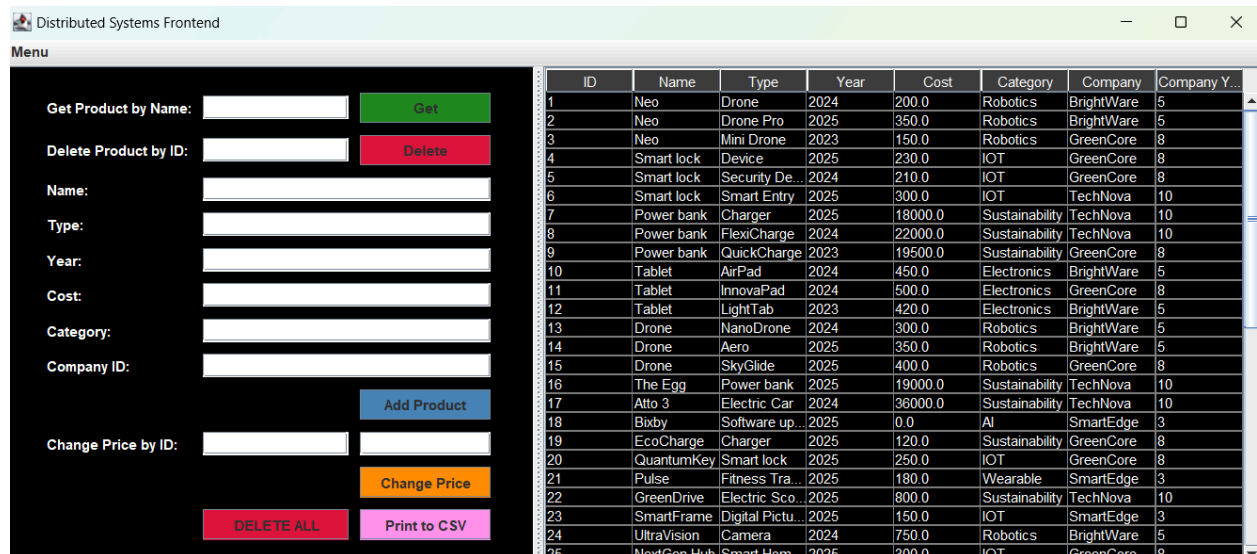 Distributed Systems Frontend
Menu
Get Product by Name: Get
Delete Product by ID: Delete
Name:
Type:
Year:
Cost:
Category:
Company ID:
Add Product
Change Price by ID:
Change Price
DELETE ALL Print to CSV
ID Name Type Year Cost Category Company Company Y...
1 Neo Drone 2024 200.0 Robotics BrightWare 5
2 Neo Drone Pro 2025 350.0 Robotics BrightWare 5
3 Neo Mini Drone 2023 150.0 Robotics GreenCore 8
4 Smart lock Device 2025 230.0 IOT GreenCore 8
5 Smart lock Security De... 2024 210.0 IOT GreenCore 8
6 Smart lock Smart Entry 2025 300.0 IOT TechNova 10
7 Power bank Charger 2025 18000.0 Sustainability TechNova 10
8 Power bank FlexiCharge 2024 22000.0 Sustainability TechNova 10
9 Power bank QuickCharge 2023 19500.0 Sustainability GreenCore 8
10 Tablet AirPad 2024 450.0 Electronics BrightWare 5
11 Tablet InnovaPad 2024 500.0 Electronics GreenCore 8
12 Tablet LightTab 2023 420.0 Electronics BrightWare 5
13 Drone NanoDrone 2024 300.0 Robotics BrightWare 5
14 Drone Aero 2025 350.0 Robotics BrightWare 5
15 Drone SkyGlide 2025 400.0 Robotics GreenCore 8
16 The Egg Power bank 2025 19000.0 Sustainability TechNova 10
17 Atto 3 Electric Car 2024 36000.0 Sustainability TechNova 10
18 Bixby Software up... 2025 0.0 AI SmartEdge 3
19 EcoCharge Charger 2025 120.0 Sustainability GreenCore 8
20 QuantumKey Smart lock 2025 250.0 IOT GreenCore 8
21 Pulse Fitness Tra... 2025 180.0 Wearable SmartEdge 3
22 GreenDrive Electric Sco... 2025 800.0 Sustainability TechNova 10
23 SmartFrame Digital Pictu... 2025 150.0 IOT SmartEdge 3
24 UltraVision Camera 2024 750.0 Robotics BrightWare 5
25 NextGen Hub Smart Hom... 2025 300.0 IOT GreenCore 8